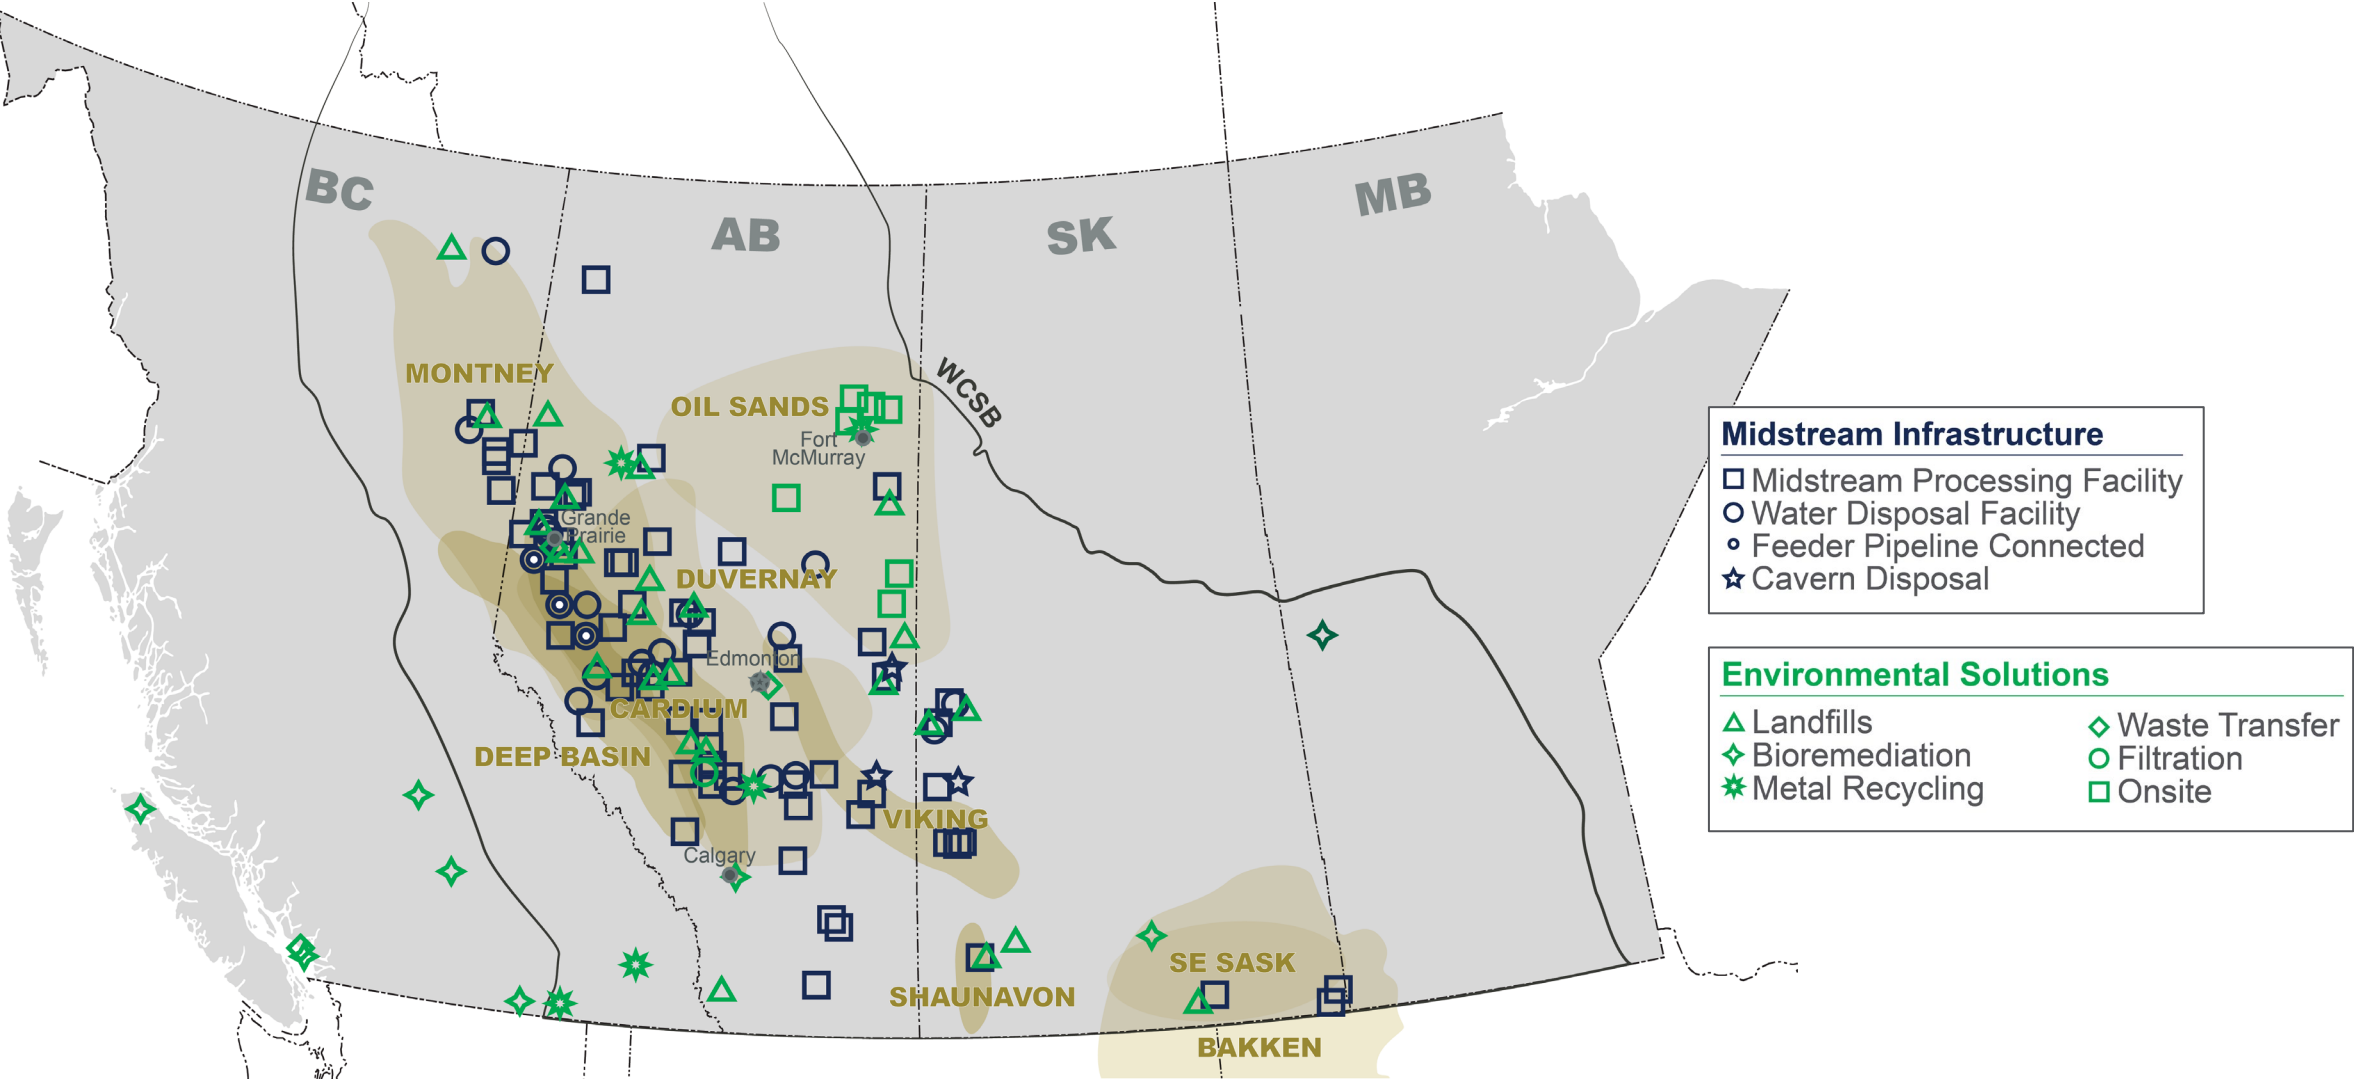 BC
AB
SK
MB
MONTNEY
WCSB
OIL SANDS
Fort
McMurray
Grande
Prairie
DUVERNAY
Edmonton
CARDIUM
DEEP BASIN
VIKING
Calgary
SE SASK
SHAUNAVON
BAKKEN
Midstream Infrastructure
Midstream Processing Facility
Water Disposal Facility
Feeder Pipeline Connected
Cavern Disposal
Environmental Solutions
Landfills
Bioremediation
Metal Recycling
Waste Transfer
Filtration
Onsite